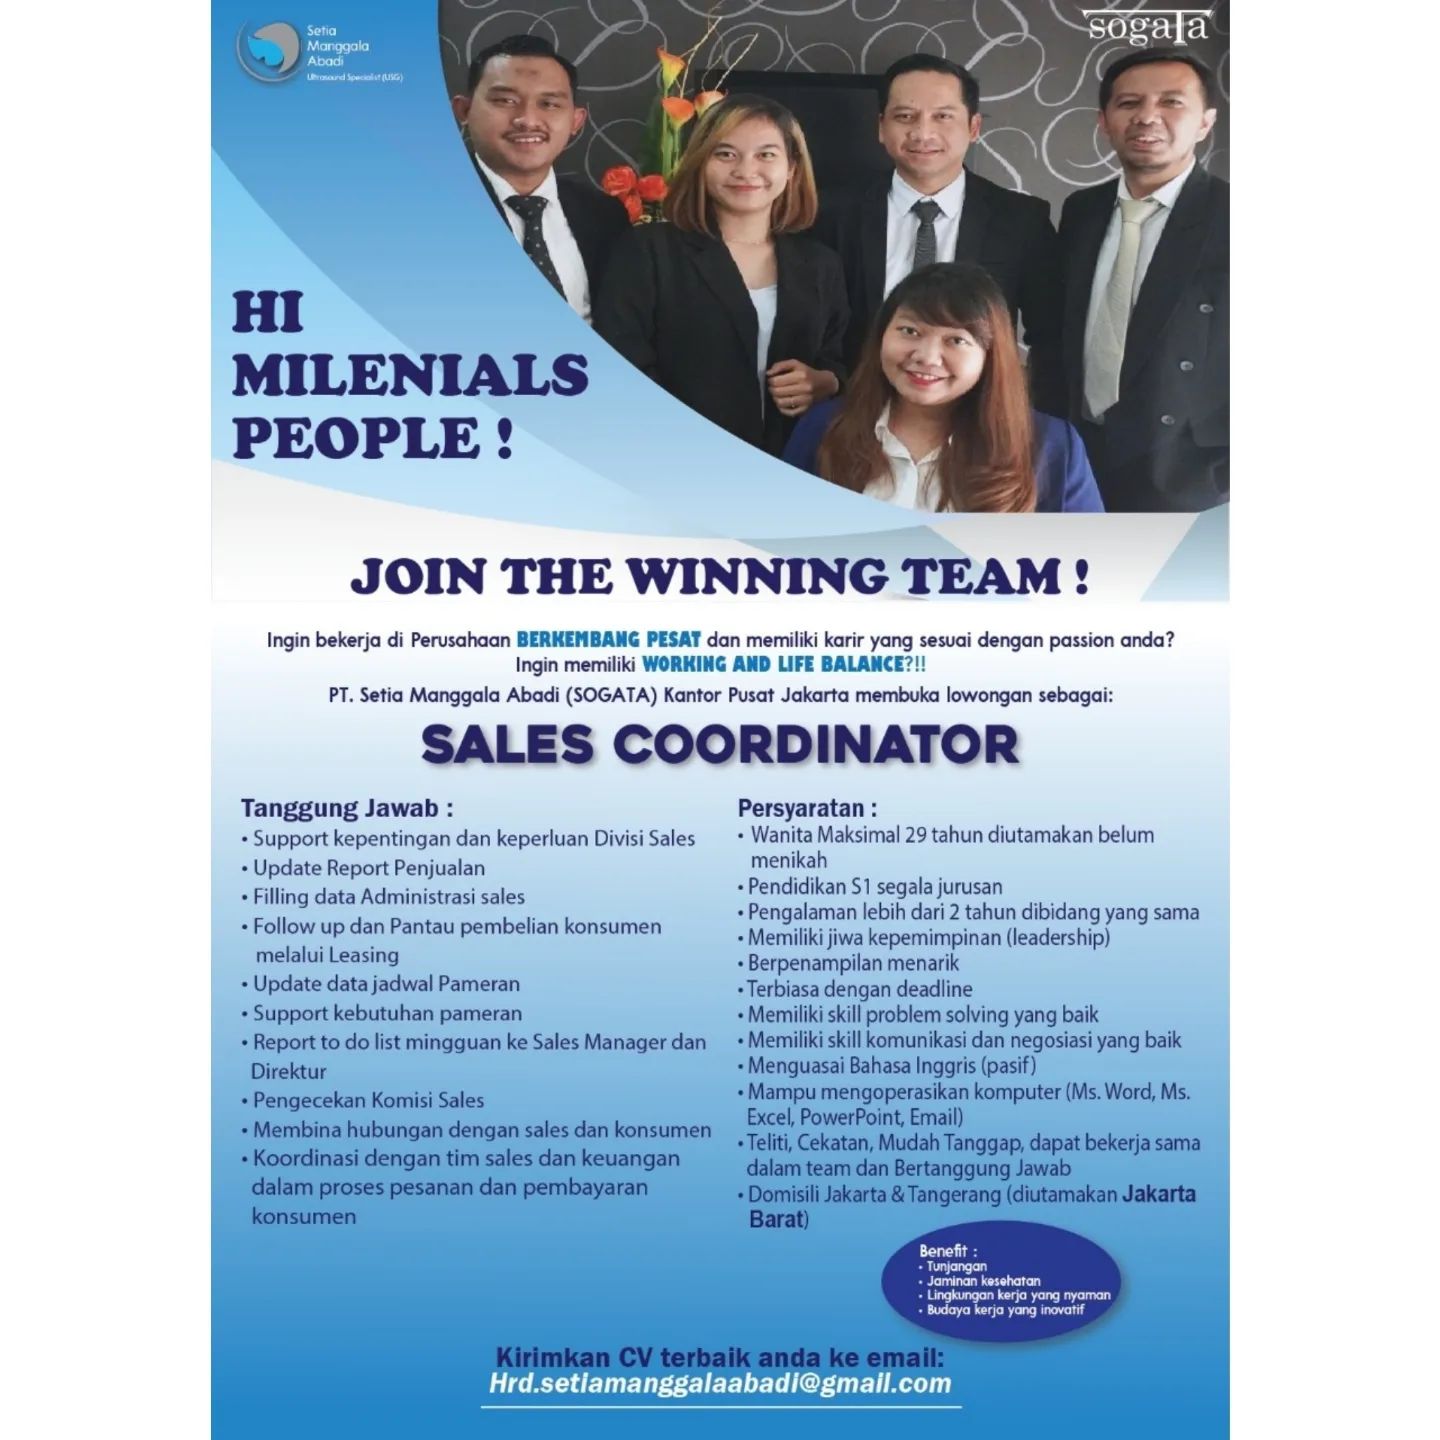 Setia
Manggala
Abadi
Ultrasound Specialist (USG)
sogata
HI
MILENIALS
PEOPLE !
JOIN THE WINNING TEAM !
Ingin bekerja di Perusahaan BERKEMBANG PESAT dan memiliki karir yang sesuai dengan passion anda?
Ingin memiliki WORKING AND LIFE BALANCE?!!
PT. Setia Manggala Abadi (SOGATA) Kantor Pusat Jakarta membuka lowongan sebagai:
SALES COORDINATOR
Tanggung Jawab :
• Support kepentingan dan keperluan Divisi Sales
• Update Report Penjualan
• Filling data Administrasi sales
• Follow up dan Pantau pembelian konsumen
melalui Leasing
• Update data jadwal Pameran
• Support kebutuhan pameran
• Report to do list mingguan ke Sales Manager dan
Direktur
• Pengecekan Komisi Sales
• Membina hubungan dengan sales dan konsumen
• Koordinasi dengan tim sales dan keuangan
dalam proses pesanan dan pembayaran
konsumen
Persyaratan :
• Wanita Maksimal 29 tahun diutamakan belum
menikah
• Pendidikan S1 segala jurusan
• Pengalaman lebih dari 2 tahun dibidang yang sama
• Memiliki jiwa kepemimpinan (leadership)
• Berpenampilan menarik
• Terbiasa dengan deadline
• Memiliki skill problem solving yang baik
• Memiliki skill komunikasi dan negosiasi yang baik
• Menguasai Bahasa Inggris (pasif)
• Mampu mengoperasikan komputer (Ms. Word, Ms.
Excel, PowerPoint, Email)
• Teliti, Cekatan, Mudah Tanggap, dapat bekerja sama
dalam team dan Bertanggung Jawab
• Domisili Jakarta & Tangerang (diutamakan Jakarta
Barat)
Benefit :
• Tunjangan
• Jaminan kesehatan
• Lingkungan kerja yang nyaman
• Budaya kerja yang inovatif
Kirimkan CV terbaik anda ke email:
Hrd.setiamanggalaabadi@gmail.com